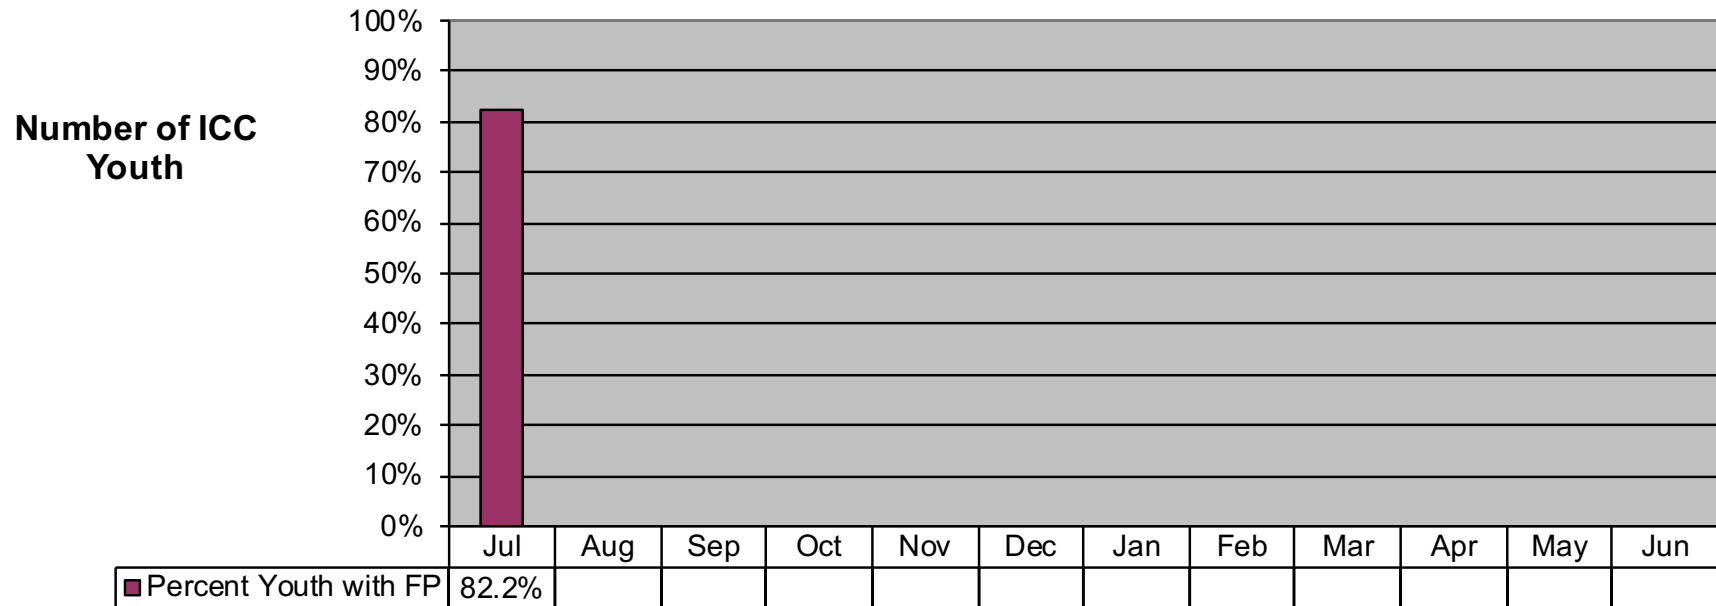 100%
90%
Number of ICC
80%
Youth
70%
60%
50%
40%
30%
20%
10%
0%
Jul Aug Sep Oct Nov Dec Jan Feb Mar Apr May Jun
Percent Youth with FP 82.2%